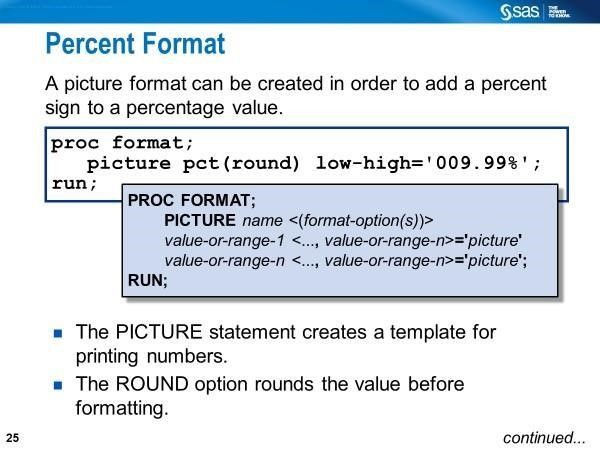 sas THE POWER TO KNOW.
Percent Format
A picture format can be created in order to add a percent
sign to a percentage value.
proc format;
picture pct(round) low-high='009.99%';
run;
PROC FORMAT;
PICTURE name <(format-option(s))>
value-or-range-1 <..., value-or-range-n>='picture'
value-or-range-n <..., value-or-range-n>='picture';
RUN;
■ The PICTURE statement creates a template for
printing numbers.
■ The ROUND option rounds the value before
formatting.
25
continued...